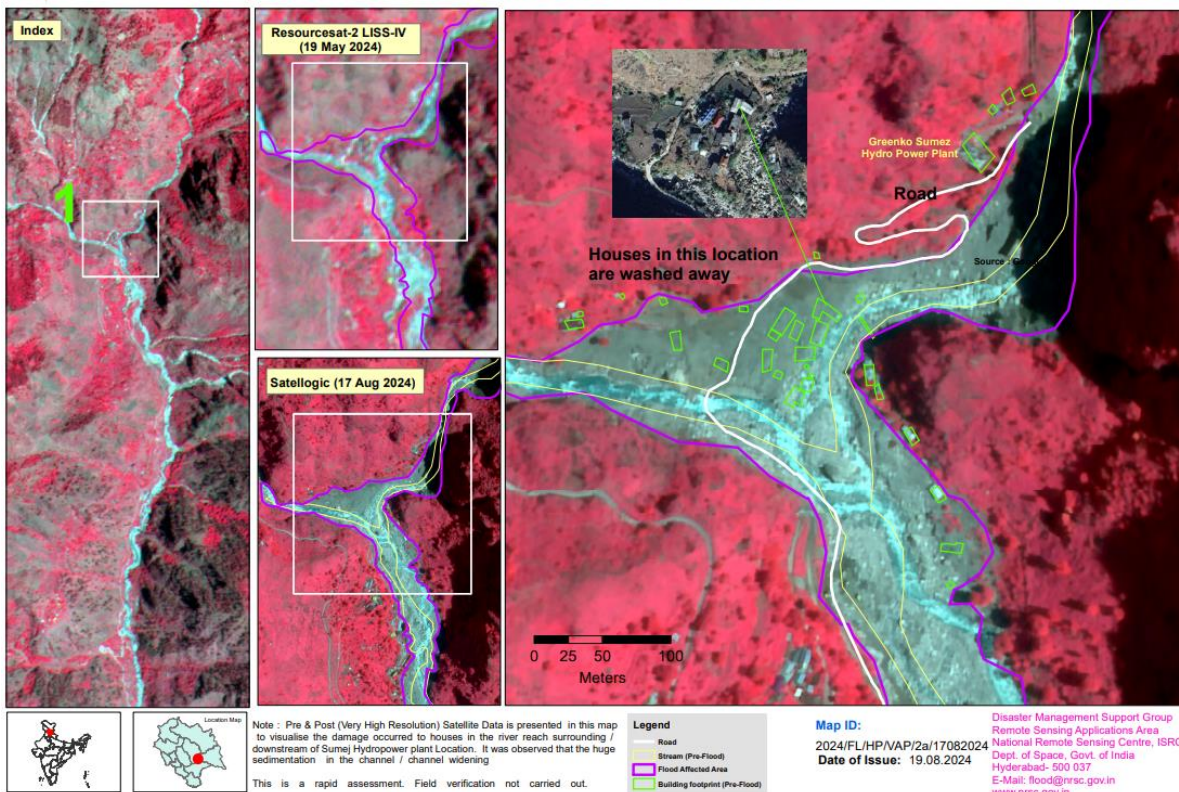 Index
1
Resourcesat-2 LISS-IV
(19 May 2024)
Satellogic (17 Aug 2024)
Greenko Sumez
Hydro Power Plant
Road
Houses in this location
are washed away
Source :
0 25 50 100
Meters
Location Map
Note : Pre & Post (Very High Resolution) Satellite Data is presented in this map
to visualise the damage occurred to houses in the river reach surrounding /
downstream of Sumej Hydropower plant Location. It was observed that the huge
sedimentation in the channel / channel widening
This is a rapid assessment. Field verification not carried out.
Legend
Road
Stream (Pre-Flood)
Flood Affected Area
Building footprint (Pre-Flood)
Map ID:
2024/FL/HP/VAP/2a/17082024
Date of Issue: 19.08.2024
Disaster Management Support Group
Remote Sensing Applications Area
National Remote Sensing Centre, ISRO
Dept. of Space, Govt. of India
Hyderabad- 500 037
E-Mail: flood@nrsc.gov.in
www.nrsc.gov.in